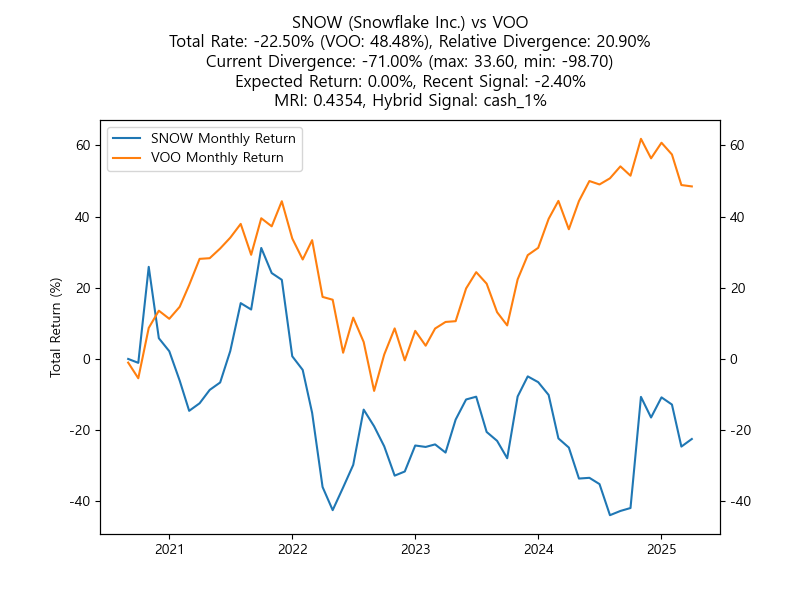 SNOW (Snowflake Inc.) vs VOO
Total Rate: -22.50% (VOO: 48.48%), Relative Divergence: 20.90%
Current Divergence: -71.00% (max: 33.60, min: -98.70)
Expected Return: 0.00%, Recent Signal: -2.40%
MRI: 0.4354, Hybrid Signal: cash_1%
SNOW Monthly Return
VOO Monthly Return
Total Return (%)
60
40
20
0
-20
-40
60
40
20
0
-20
-40
2021
2022
2023
2024
2025